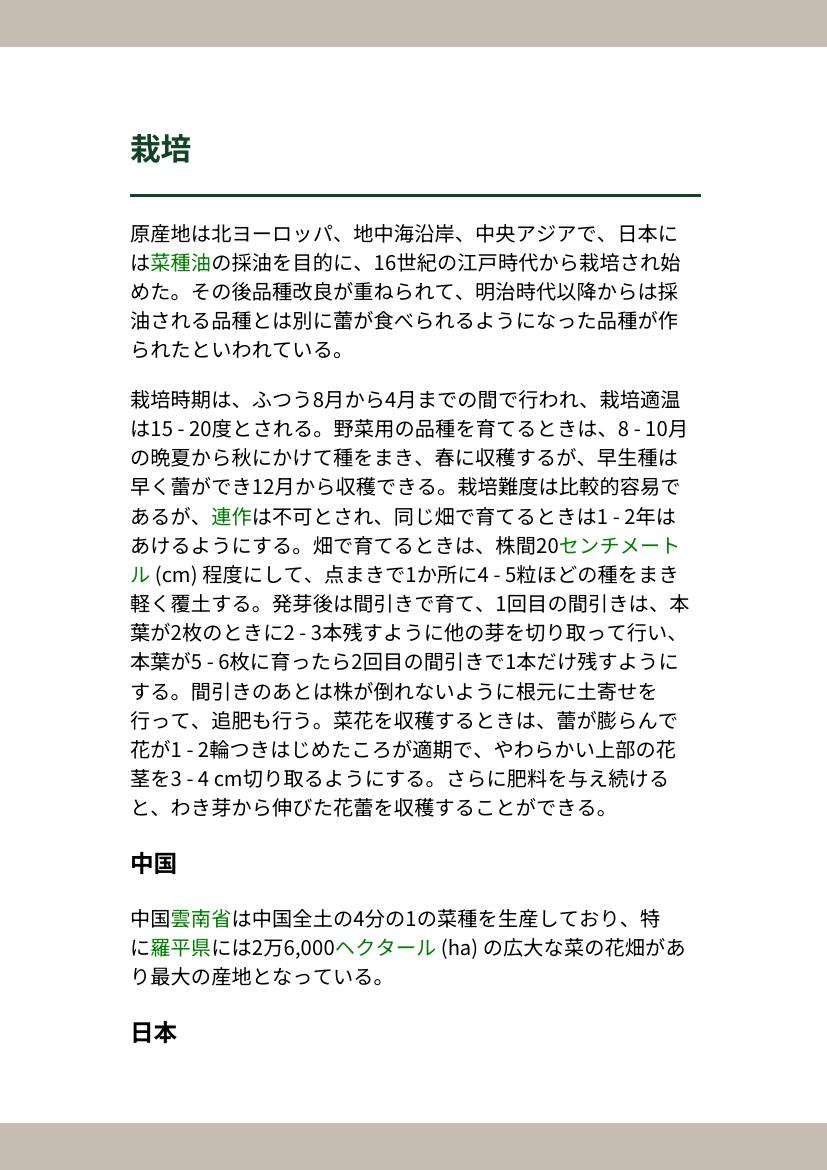 栽培
原産地は北ヨーロッパ、地中海沿岸、中央アジアで、日本に
は菜種油の採油を目的に、16世紀の江戸時代から栽培され始
めた。その後品種改良が重ねられて、明治時代以降からは採
油される品種とは別に蕾が食べられるようになった品種が作
られたといわれている。
栽培時期は、ふつう8月から4月までの間で行われ、栽培適温
は15 - 20度とされる。野菜用の品種を育てるときは、8 - 10月
の晩夏から秋にかけて種をまき、春に収穫するが、早生種は
早く蕾ができ12月から収穫できる。栽培難度は比較的容易で
あるが、連作は不可とされ、同じ畑で育てるときは1 - 2年は
あけるようにする。畑で育てるときは、株間20センチメート
ル (cm) 程度にして、点まきで1か所に4 - 5粒ほどの種をまき
軽く覆土する。発芽後は間引きで育て、1回目の間引きは、本
葉が2枚のときに2 - 3本残すように他の芽を切り取って行い、
本葉が5 - 6枚に育ったら2回目の間引きで1本だけ残すように
する。間引きのあとは株が倒れないように根元に土寄せを
行って、追肥も行う。菜花を収穫するときは、蕾が膨らんで
花が1 - 2輪つきはじめたころが適期で、やわらかい上部の花
茎を3 - 4 cm切り取るようにする。さらに肥料を与え続ける
と、わき芽から伸びた花蕾を収穫することができる。
中国
中国雲南省は中国全土の4分の1の菜種を生産しており、特
に羅平県には2万6,000ヘクタール (ha) の広大な菜の花畑があ
り最大の産地となっている。
日本